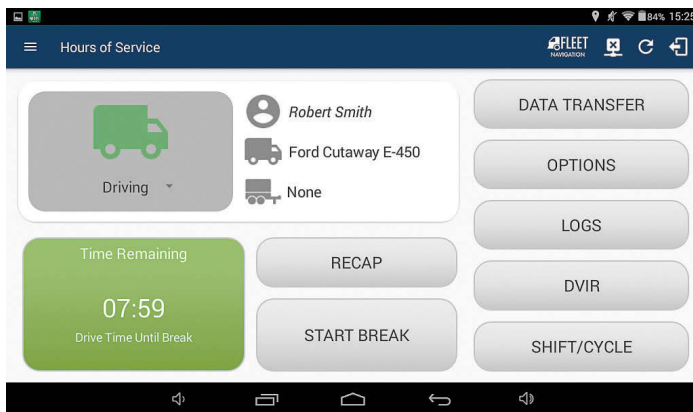 84% 15:25
Hours of Service
FLEET
NAVIGATION
Robert Smith
Ford Cutaway E-450
None
Driving
Time Remaining
07:59
Drive Time Until Break
RECAP
START BREAK
DATA TRANSFER
OPTIONS
LOGS
DVIR
SHIFT/CYCLE